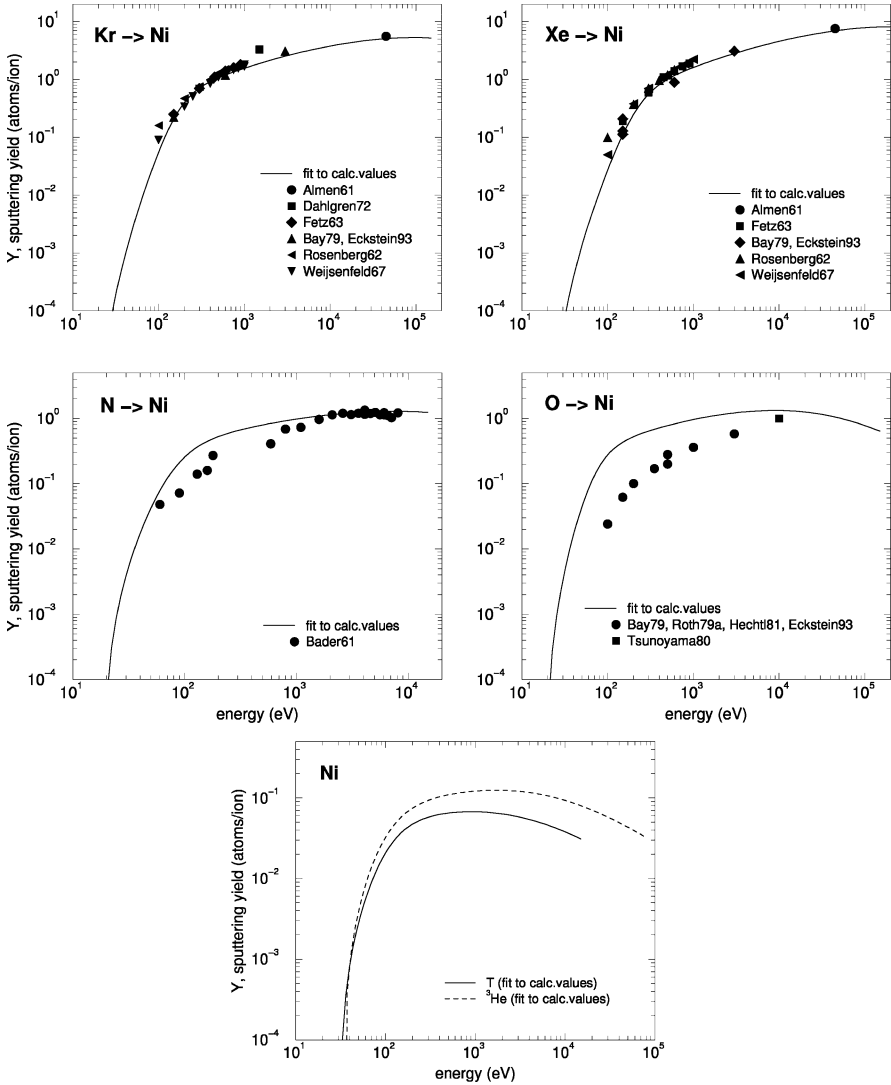 Kr –> Ni
Y, sputtering yield (atoms/ion)
10^1
10^0
10^-1
10^-2
10^-3
10^-4
fit to calc.values
Almen61
Dahlgren72
Fetz63
Bay79, Eckstein93
Rosenberg62
Weijsenfeld67
10^1 10^2 10^3 10^4 10^5
Xe –> Ni
10^1
10^0
10^-1
10^-2
10^-3
10^-4
fit to calc.values
Almen61
Fetz63
Bay79, Eckstein93
Rosenberg62
Weijsenfeld67
10^1 10^2 10^3 10^4 10^5
N –> Ni
Y, sputtering yield (atoms/ion)
10^0
10^-1
10^-2
10^-3
10^-4
fit to calc.values
Bader61
10^1 10^2 10^3 10^4
energy (eV)
O –> Ni
10^0
10^-1
10^-2
10^-3
10^-4
fit to calc.values
Bay79, Roth79a, Hechtl81, Eckstein93
Tsunoyama80
10^1 10^2 10^3 10^4 10^5
energy (eV)
Ni
Y, sputtering yield (atoms/ion)
10^-1
10^-2
10^-3
10^-4
T (fit to calc.values)
^3He (fit to calc.values)
10^1 10^2 10^3 10^4 10^5
energy (eV)